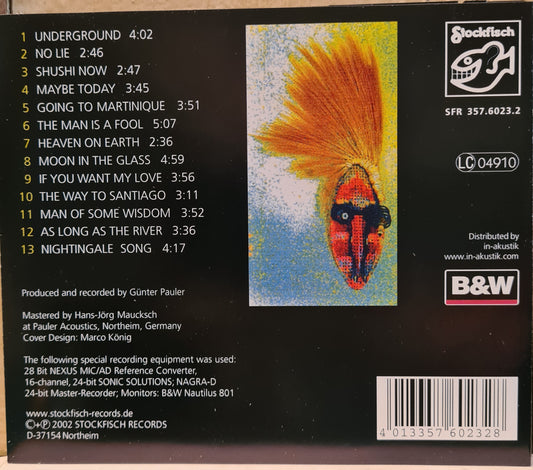 1 UNDERGROUND 4:02
2 NO LIE 2:46
3 SHUSHI NOW 2:47
4 MAYBE TODAY 3:45
5 GOING TO MARTINIQUE 3:51
6 THE MAN IS A FOOL 5:07
7 HEAVEN ON EARTH 2:36
8 MOON IN THE GLASS 4:59
9 IF YOU WANT MY LOVE 3:56
10 THE WAY TO SANTIAGO 3:11
11 MAN OF SOME WISDOM 3:52
12 AS LONG AS THE RIVER 3:36
13 NIGHTINGALE SONG 4:17
Produced and recorded by Günter Pauler
Mastered by Hans-Jörg Maucksch
at Pauler Acoustics, Northeim, Germany
Cover Design: Marco König
The following special recording equipment was used:
28 Bit NEXUS MIC/AD Reference Converter,
16-channel, 24-bit SONIC SOLUTIONS; NAGRA-D
24-bit Master-Recorder; Monitors: B&W Nautilus 801
www.stockfisch-records.de
©+℗ 2002 STOCKFISCH RECORDS
D-37154 Northeim
Stockfisch
SFR 357.6023.2
LC 04910
Distributed by
in-akustik
www.in-akustik.com
B&W
4 013357 602328